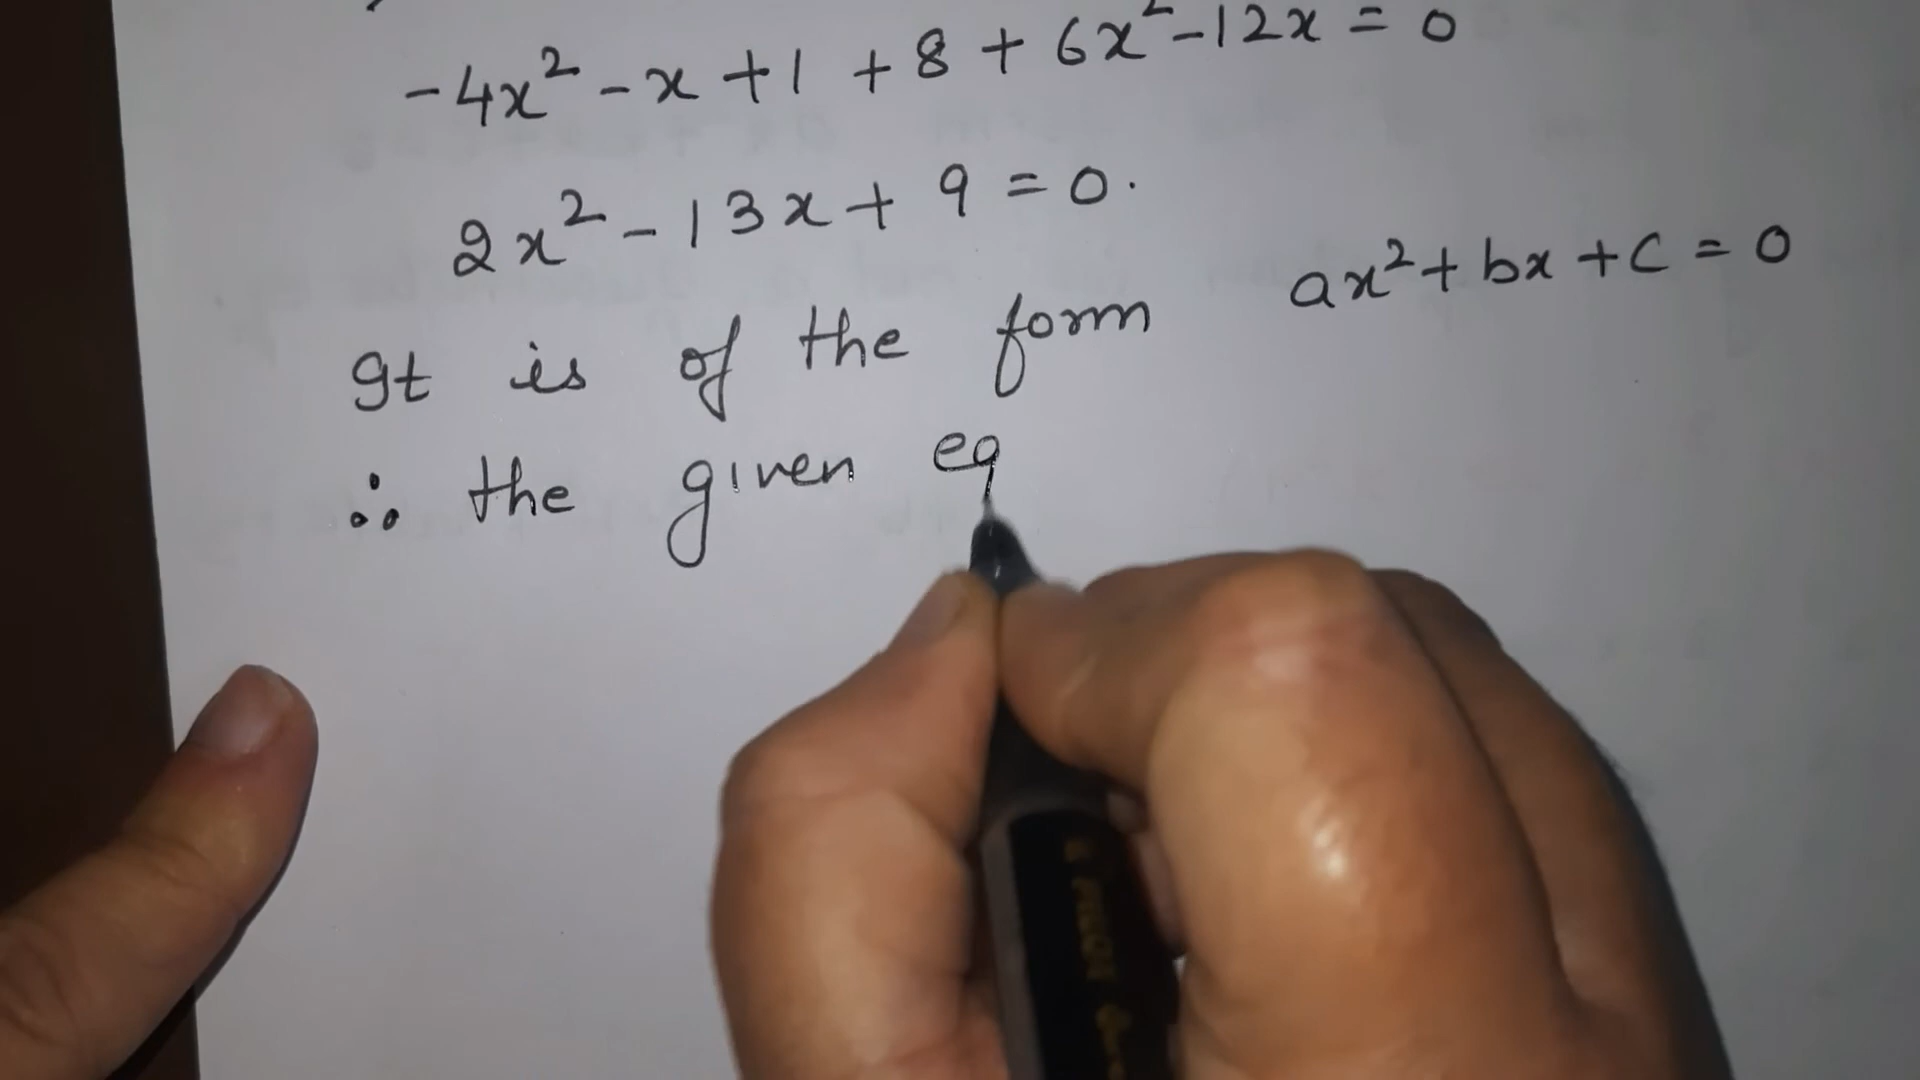 -4x² - x + 1 + 8 + 6x² - 12x = 0
2x² - 13x + 9 = 0.
It is of the form ax² + bx + c = 0
∴ the given eq